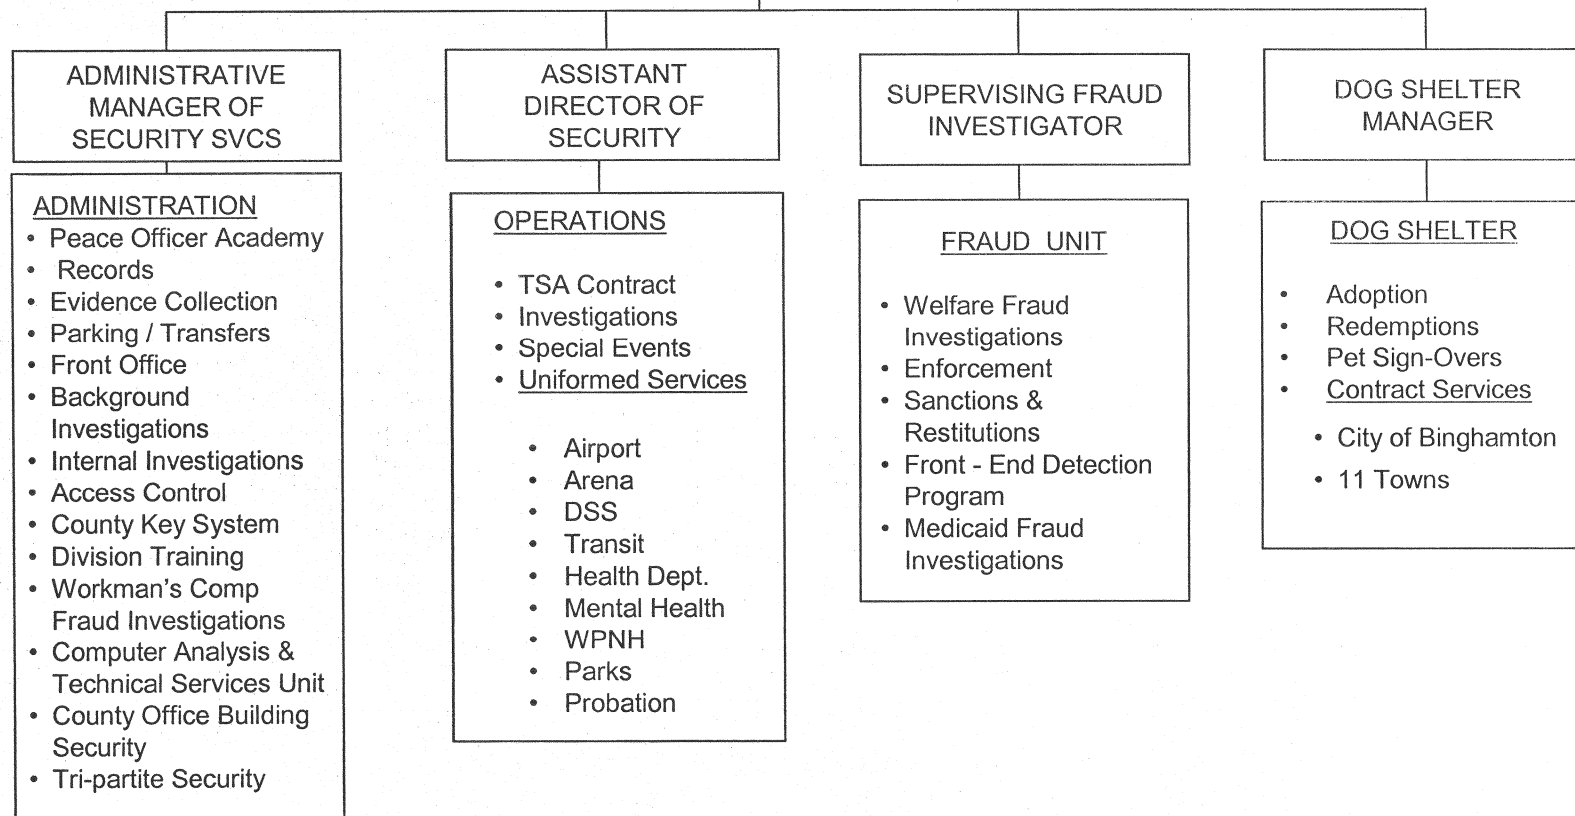 ADMINISTRATIVE
MANAGER OF
SECURITY SVCS
ADMINISTRATION
• Peace Officer Academy
• Records
• Evidence Collection
• Parking / Transfers
• Front Office
• Background
Investigations
• Internal Investigations
• Access Control
• County Key System
• Division Training
• Workman's Comp
Fraud Investigations
• Computer Analysis &
Technical Services Unit
• County Office Building
Security
• Tri-partite Security
ASSISTANT
DIRECTOR OF
SECURITY
OPERATIONS
• TSA Contract
• Investigations
• Special Events
• Uniformed Services
• Airport
• Arena
• DSS
• Transit
• Health Dept.
• Mental Health
• WPNH
• Parks
• Probation
SUPERVISING FRAUD
INVESTIGATOR
FRAUD UNIT
• Welfare Fraud
Investigations
• Enforcement
• Sanctions &
Restitutions
• Front - End Detection
Program
• Medicaid Fraud
Investigations
DOG SHELTER
MANAGER
DOG SHELTER
• Adoption
• Redemptions
• Pet Sign-Overs
• Contract Services
• City of Binghamton
• 11 Towns